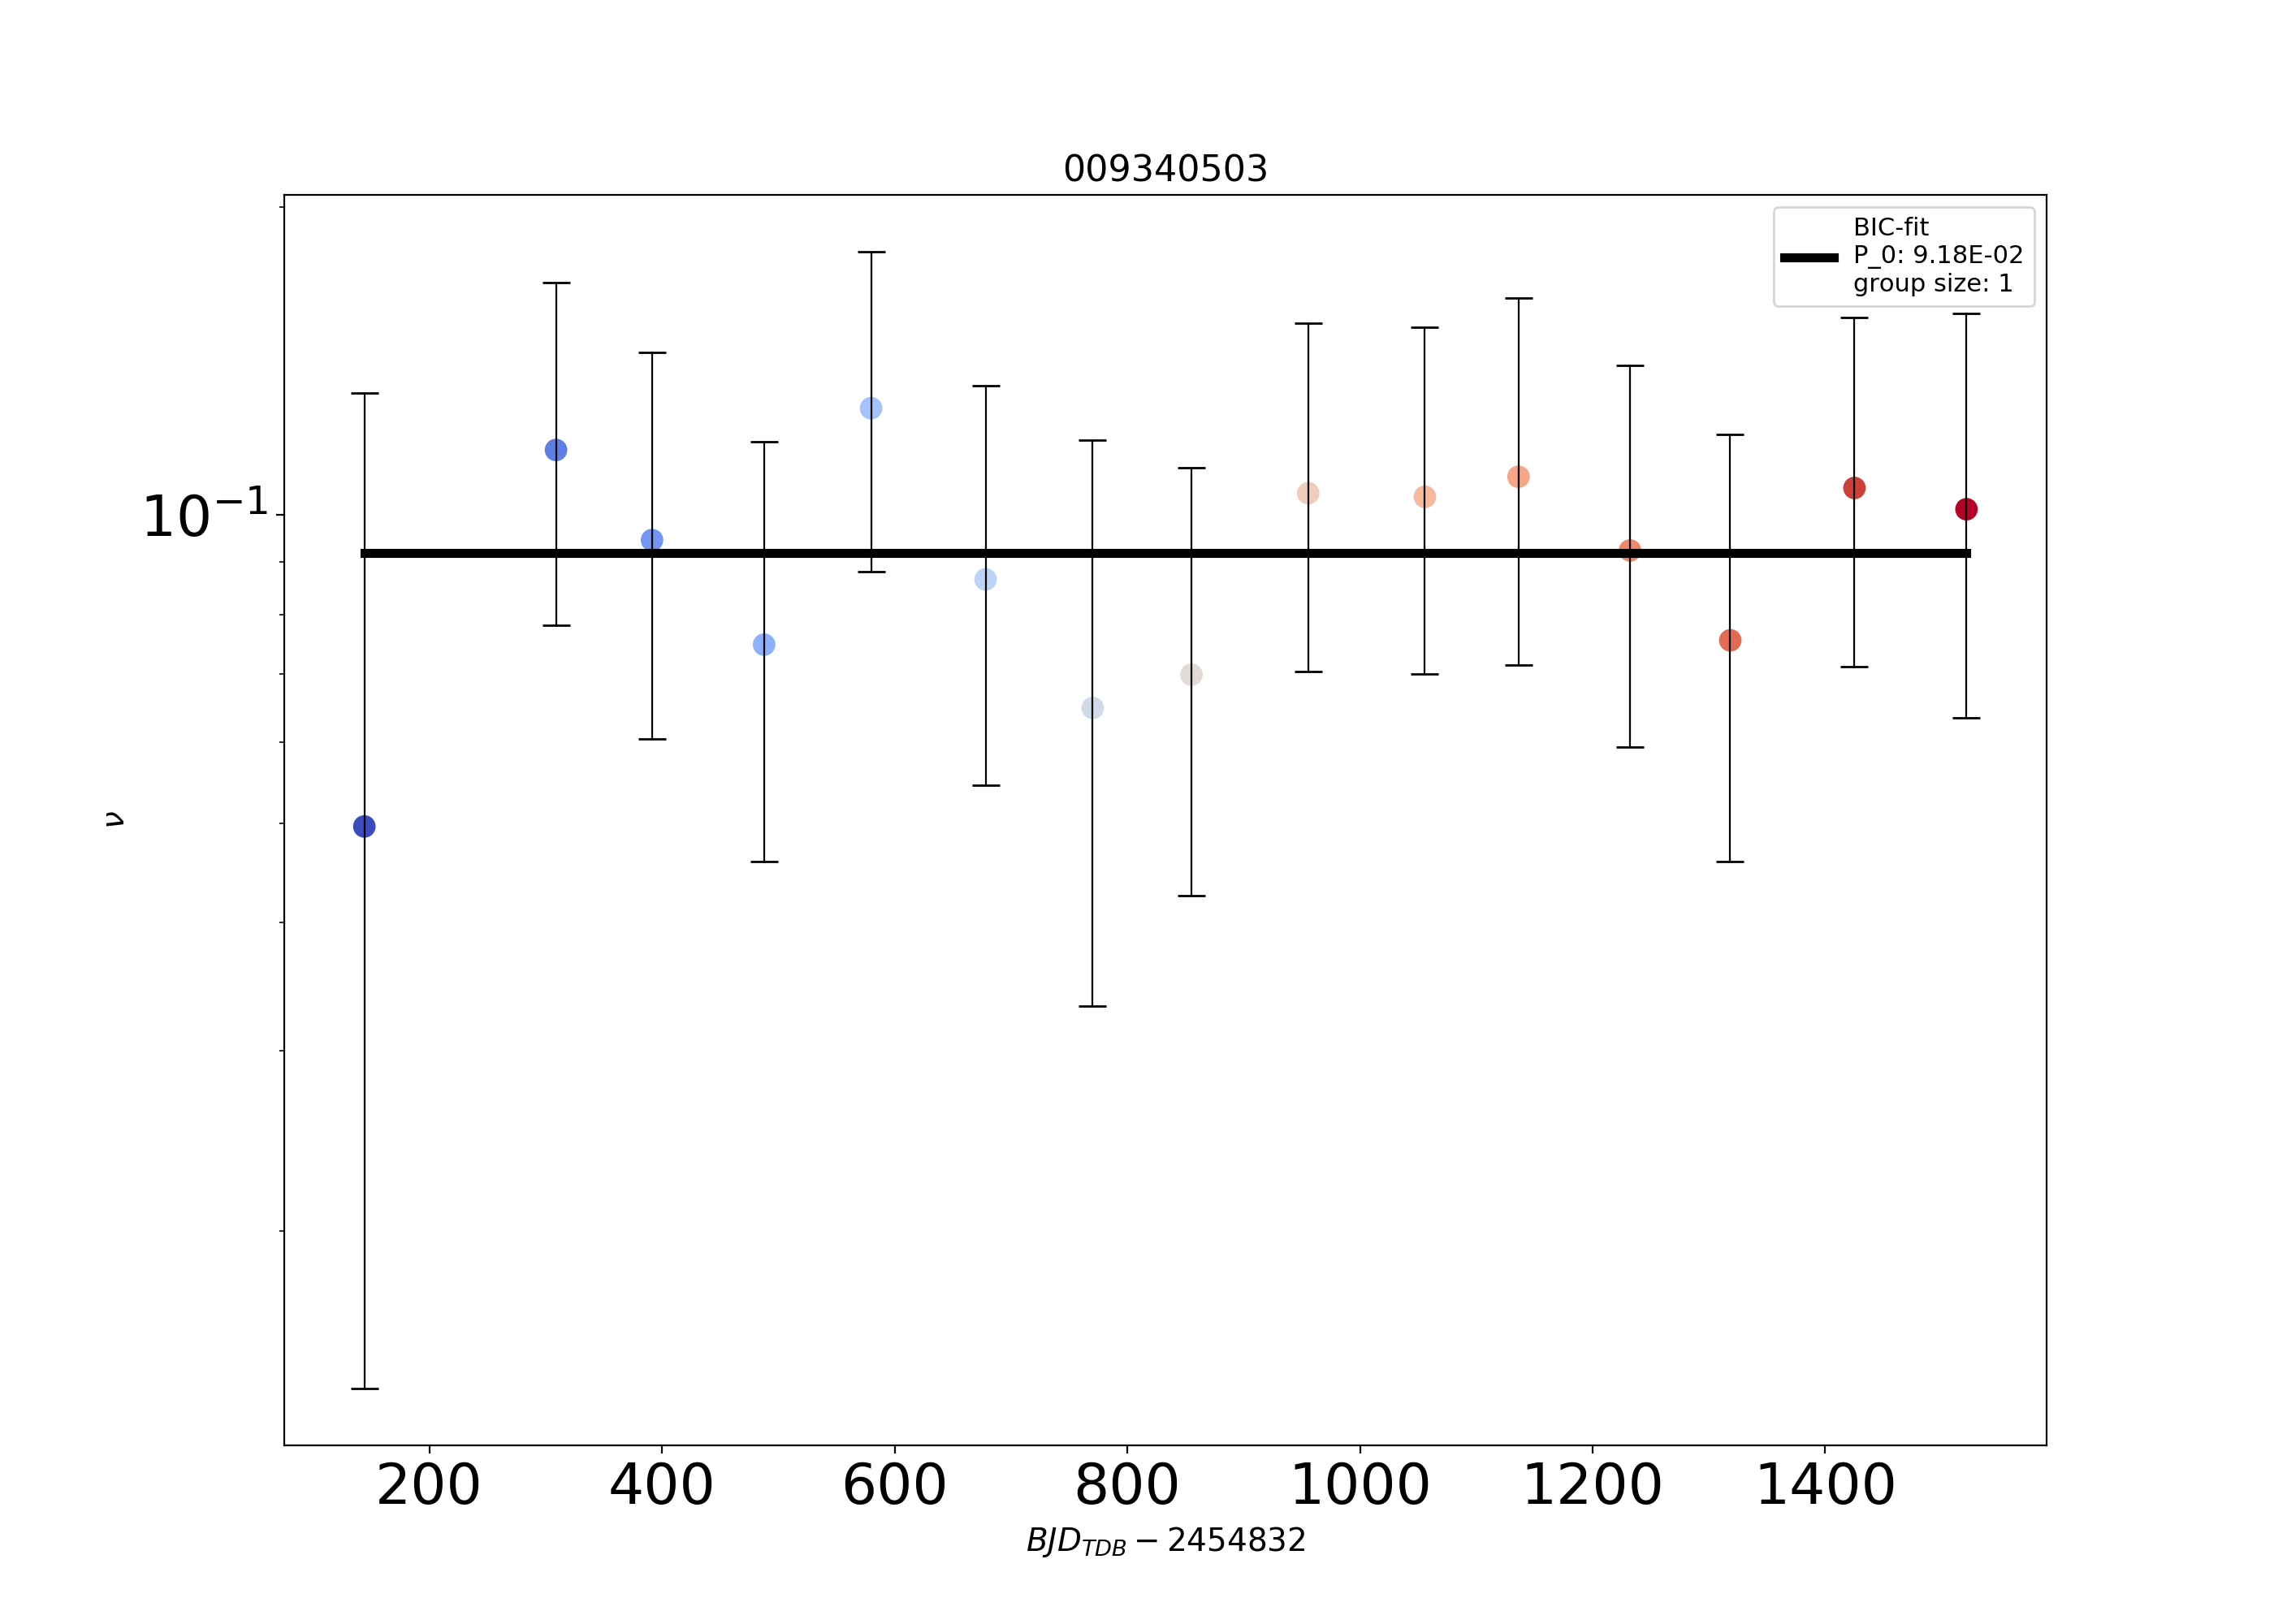 009340503
BIC-fit
P_0: 9.18E-02
group size: 1
10⁻¹
ν
200 400 600 800 1000 1200 1400
BJD_TDB − 2454832